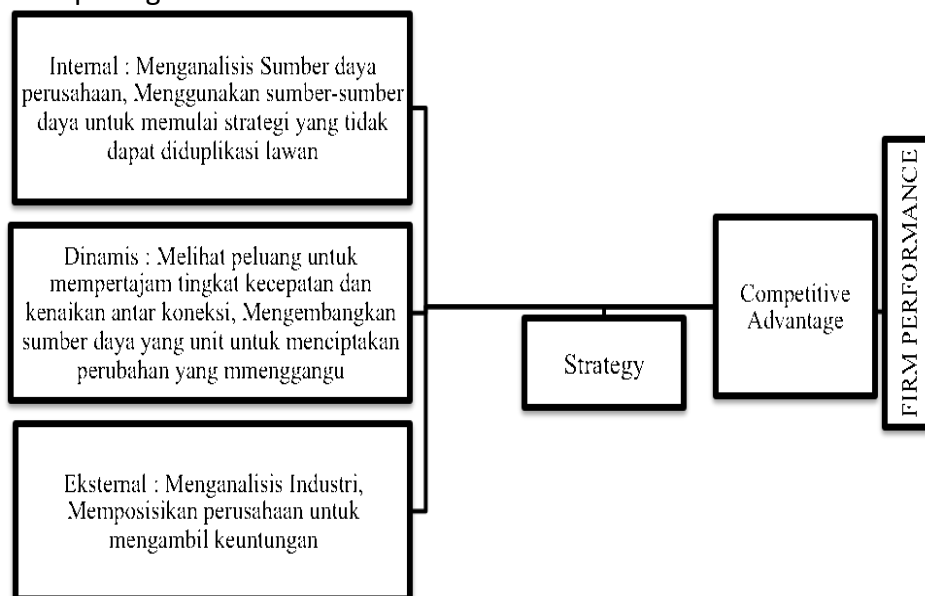 Internal : Menganalisis Sumber daya
perusahaan, Menggunakan sumber-sumber
daya untuk memulai strategi yang tidak
dapat diduplikasi lawan
Dinamis : Melihat peluang untuk
mempertajam tingkat kecepatan dan
kenaikan antar koneksi, Mengembangkan
sumber daya yang unit untuk menciptakan
perubahan yang mmenggangu
Eksternal : Menganalisis Industri,
Memposisikan perusahaan untuk
mengambil keuntungan
Strategy
Competitive
Advantage
FIRM PERFORMANCE